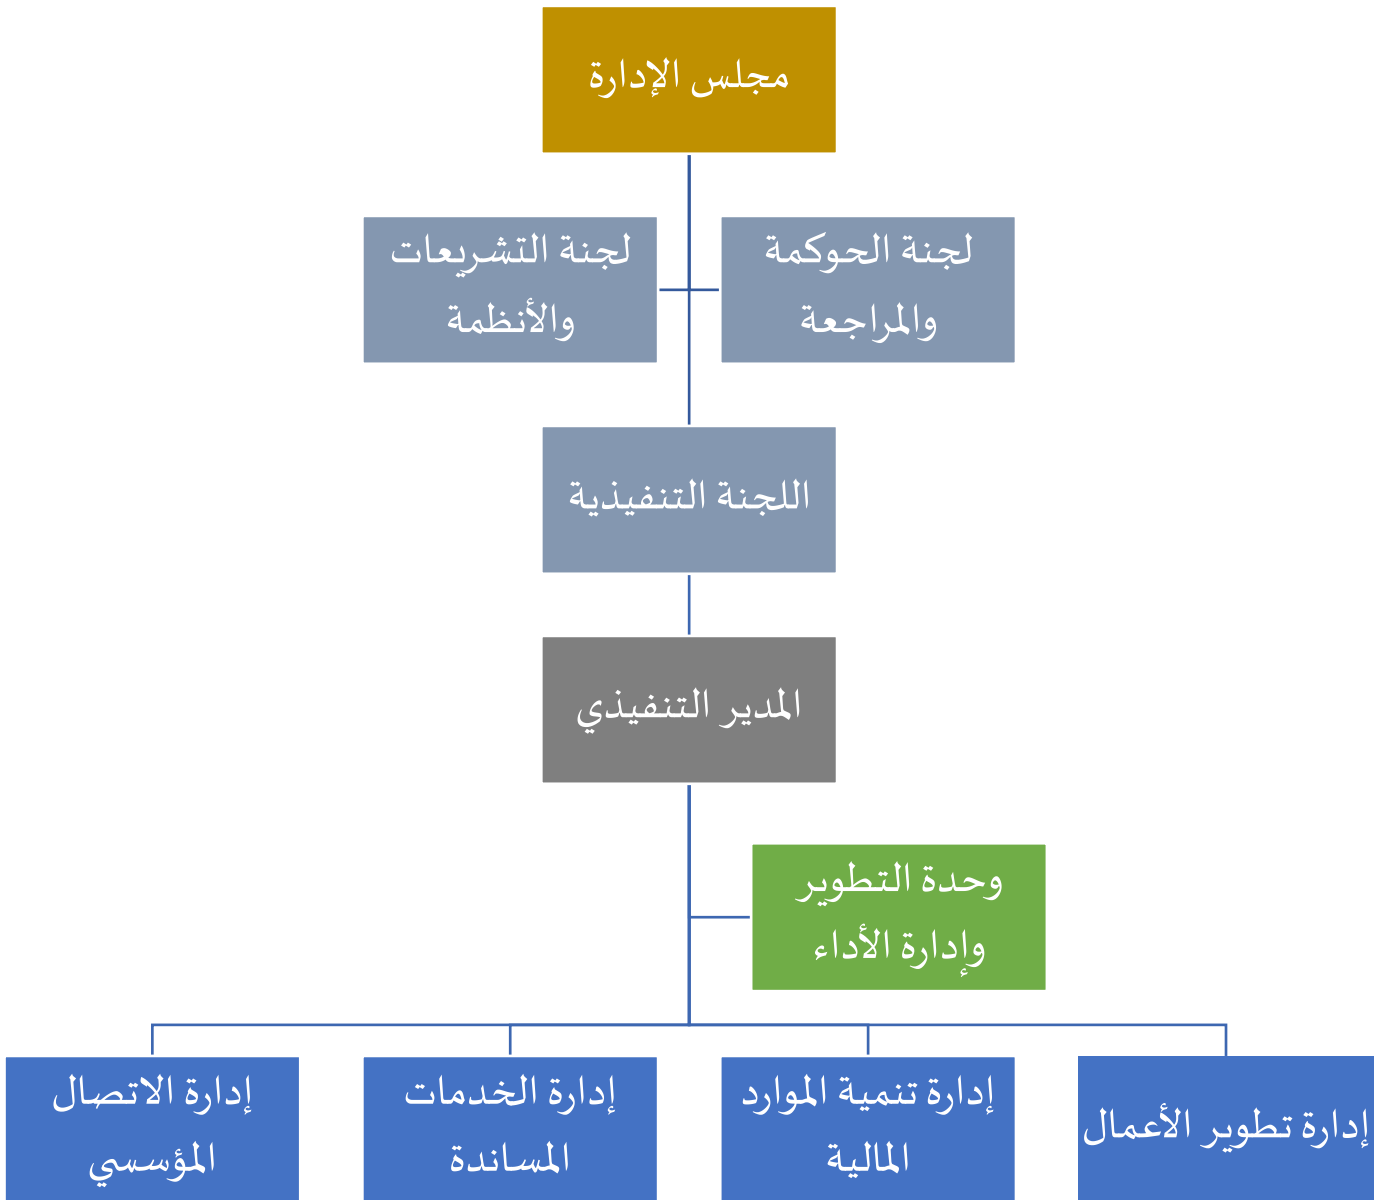 مجلس الإدارة
لجنة الحوكمة
والمراجعة
لجنة التشريعات
والأنظمة
اللجنة التنفيذية
المدير التنفيذي
وحدة التطوير
وإدارة الأداء
إدارة تطوير الأعمال
إدارة تنمية الموارد
المالية
إدارة الخدمات
المساندة
إدارة الاتصال
المؤسسي